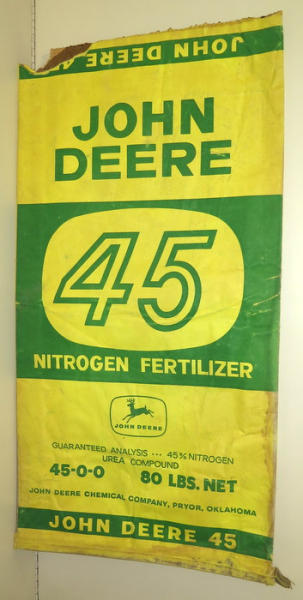 JOHN DEERE 4
JOHN
DEERE
45
NITROGEN FERTILIZER
JOHN DEERE
GUARANTEED ANALYSIS --- 45% NITROGEN
UREA COMPOUND
45-0-0 80 LBS. NET
JOHN DEERE CHEMICAL COMPANY, PRYOR, OKLAHOMA
JOHN DEERE 45